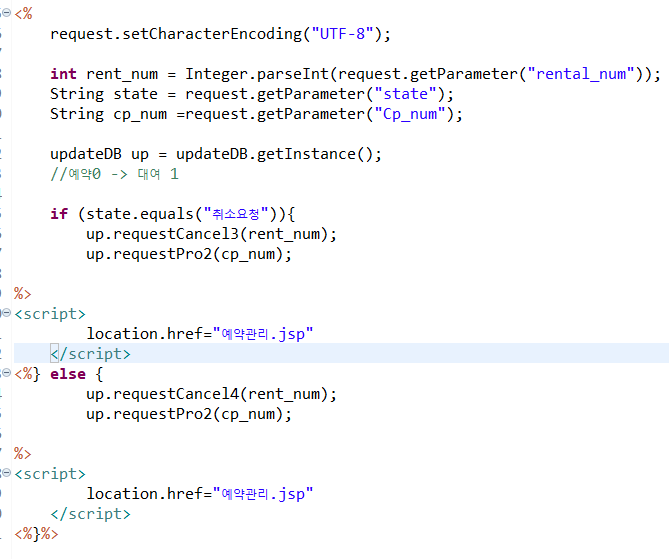 <%
request.setCharacterEncoding("UTF-8");
int rent_num = Integer.parseInt(request.getParameter("rental_num"));
String state = request.getParameter("state");
String cp_num =request.getParameter("Cp_num");
updateDB up = updateDB.getInstance();
//예약0 -> 대여 1
if (state.equals("취소요청")){
up.requestCancel3(rent_num);
up.requestPro2(cp_num);
%>
<script>
location.href="예약관리.jsp"
</script>
<%} else {
up.requestCancel4(rent_num);
up.requestPro2(cp_num);
%>
<script>
location.href="예약관리.jsp"
</script>
<%}%>